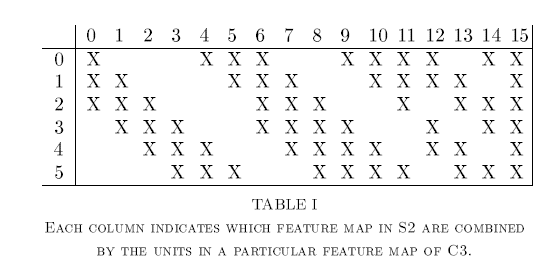 0 1 2 3 4 5 6 7 8 9 10 11 12 13 14 15
0 X X X X X X X X X X
1 X X X X X X X X X X
2 X X X X X X X X X X
3 X X X X X X X X X X
4 X X X X X X X X X X
5 X X X X X X X X X X
TABLE I
Each column indicates which feature map in S2 are combined
by the units in a particular feature map of C3.